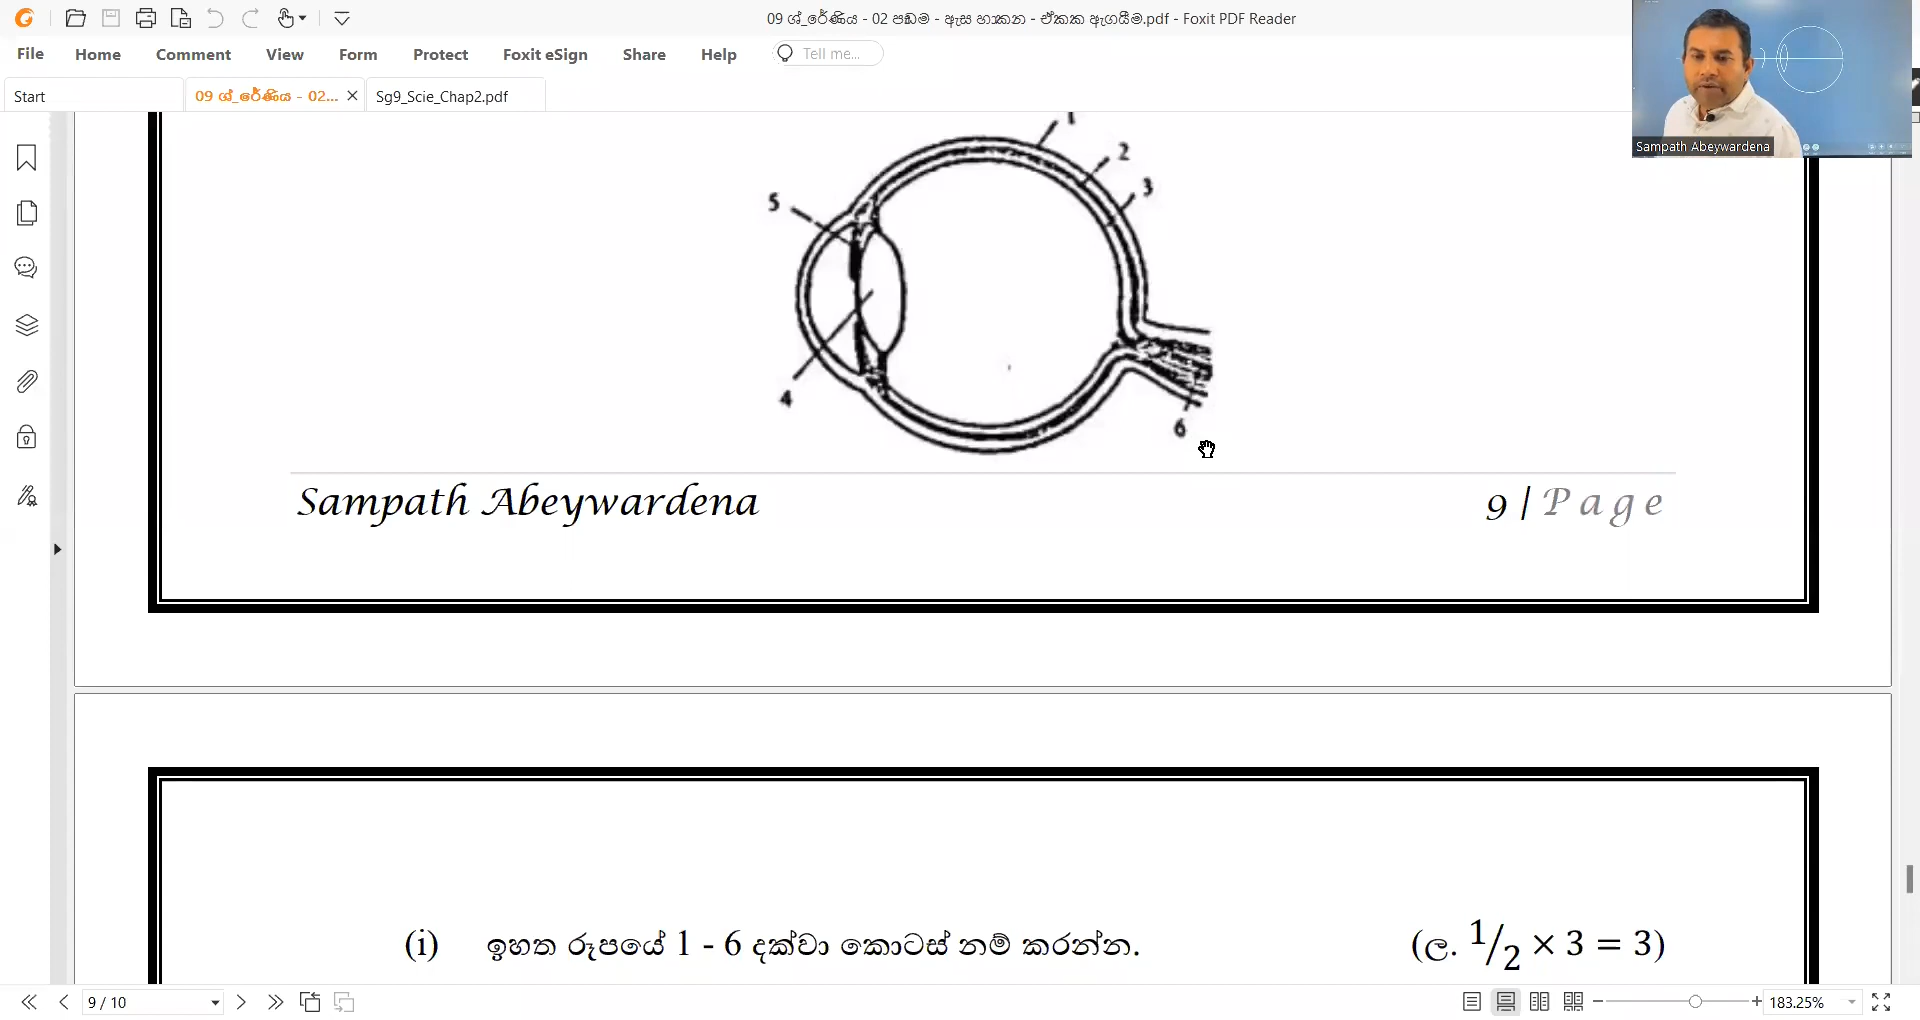 09 ශ්‍රේණිය - 02 පාඩම - ඇස හා කන - ඒකක ඇගයීම.pdf - Foxit PDF Reader
File Home Comment View Form Protect Foxit eSign Share Help Tell me...
Start 09 ශ්‍රේණිය - 02... Sg9_Scie_Chap2.pdf
Sampath Abeywardena
1
2
3
5
4
6
Sampath Abeywardena 9 | Page
(i) ඉහත රූපයේ 1 - 6 දක්වා කොටස් නම් කරන්න. (ල. 1/2 × 3 = 3)
9 / 10 183.25%